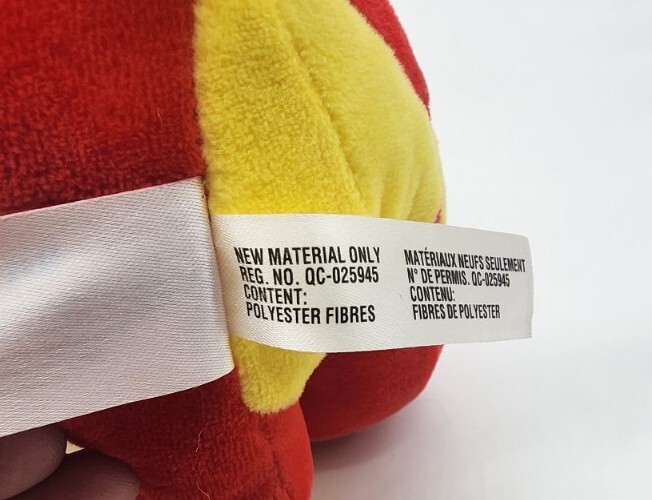 NEW MATERIAL ONLY
REG. NO. QC-025945
CONTENT:
POLYESTER FIBRES
MATÉRIAUX NEUFS SEULEMENT
N° DE PERMIS. QC-025945
CONTENU:
FIBRES DE POLYESTER